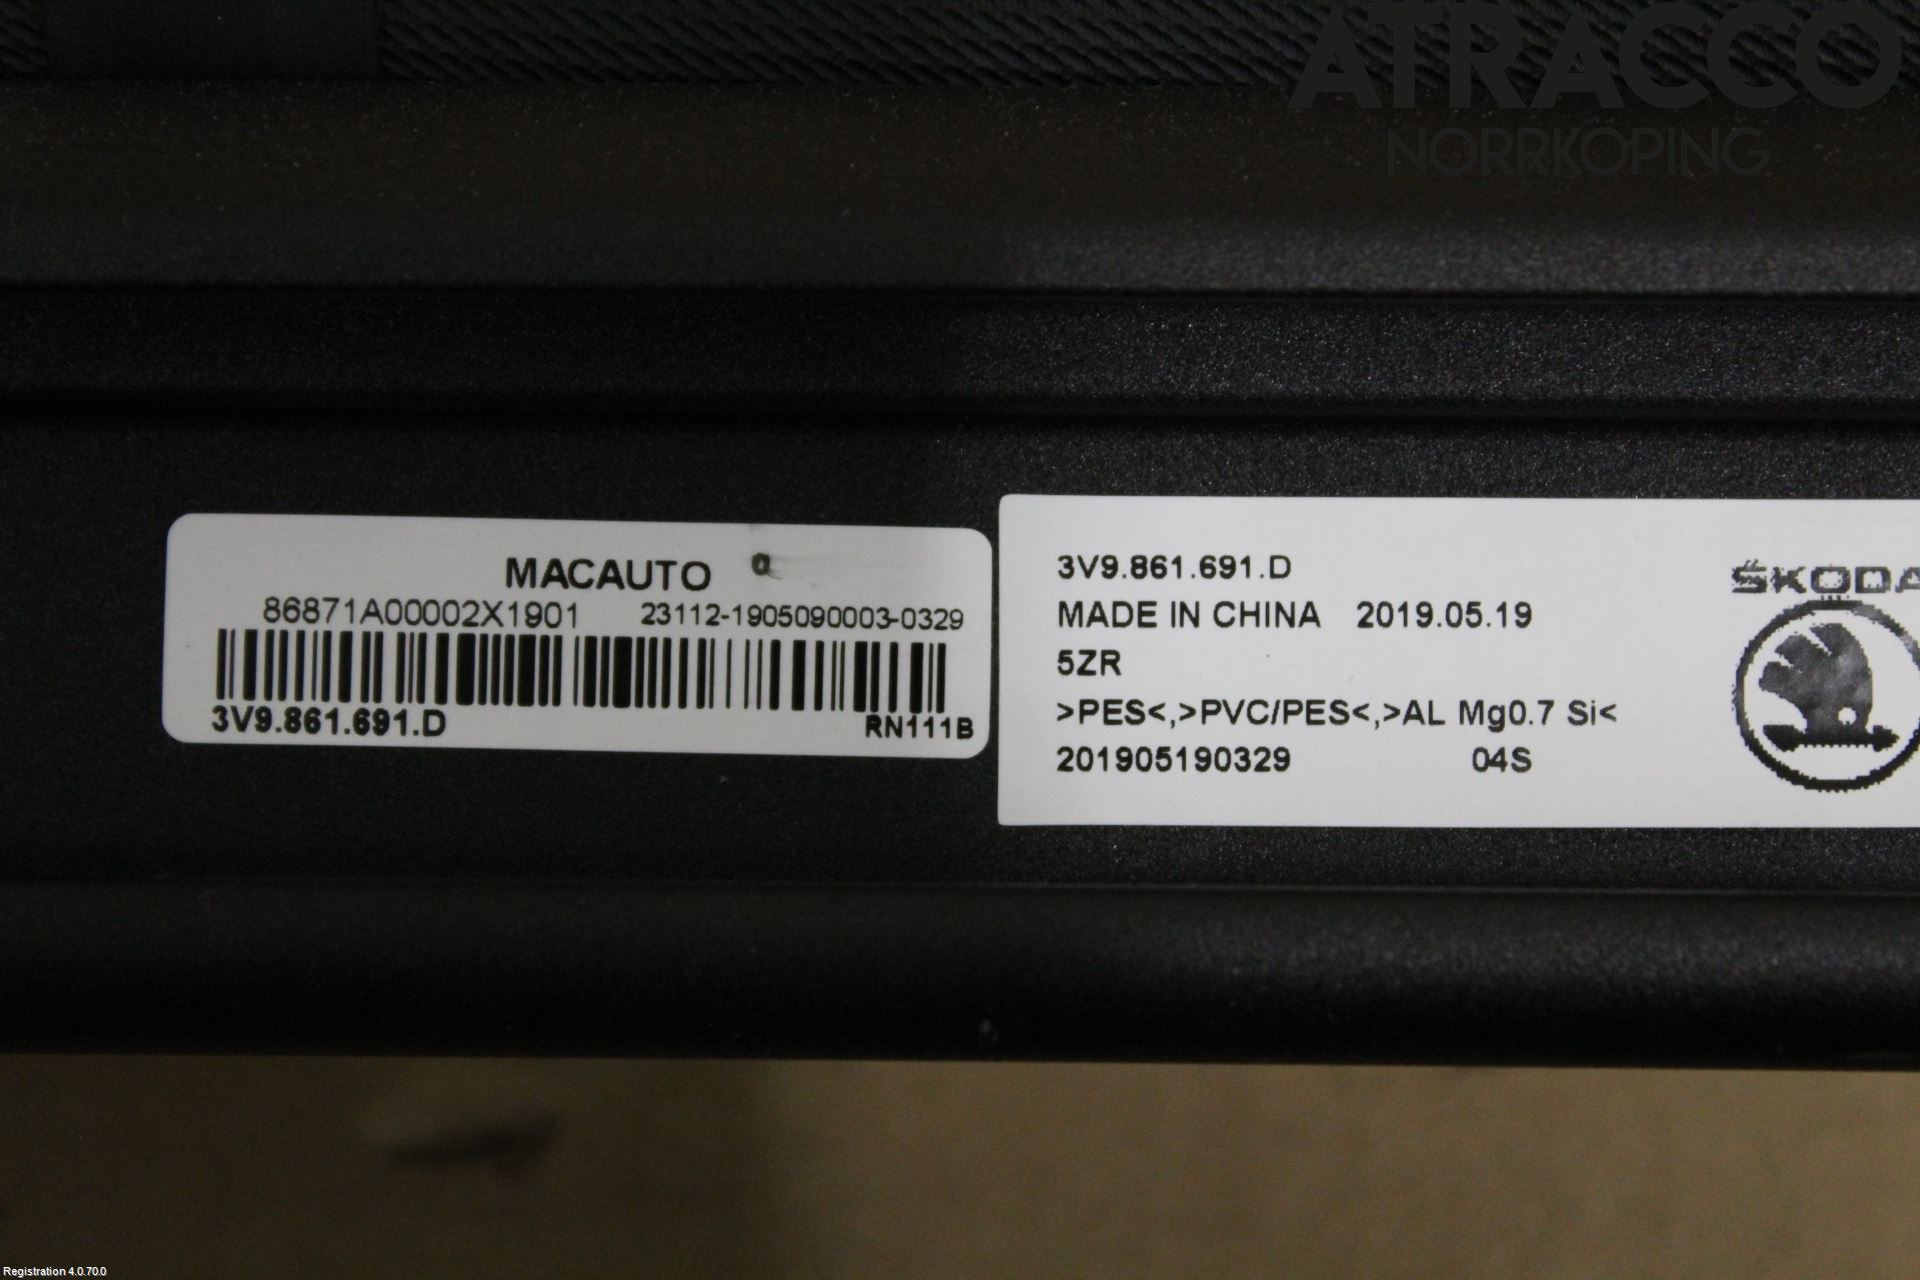 ATRACCO
NORRKÖPING
MACAUTO
86871A00002X1901 23112-1905090003-0329
3V9.861.691.D RN111B
3V9.861.691.D
MADE IN CHINA 2019.05.19
5ZR
>PES<,>PVC/PES<,>AL Mg0.7 Si<
201905190329 04S
ŠKODA
Registration 4.0.70.0